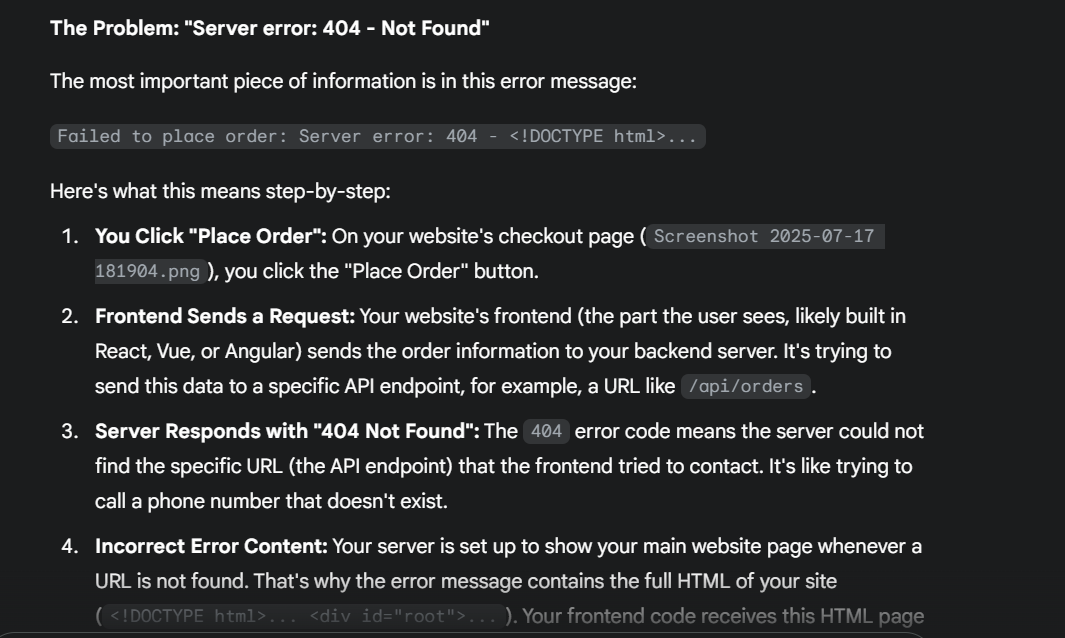 The Problem: "Server error: 404 - Not Found"
The most important piece of information is in this error message:
Failed to place order: Server error: 404 - <!DOCTYPE html>...
Here's what this means step-by-step:
1. You Click "Place Order": On your website's checkout page ( Screenshot 2025-07-17
181904.png ), you click the "Place Order" button.
2. Frontend Sends a Request: Your website's frontend (the part the user sees, likely built in
React, Vue, or Angular) sends the order information to your backend server. It's trying to
send this data to a specific API endpoint, for example, a URL like /api/orders .
3. Server Responds with "404 Not Found": The 404 error code means the server could not
find the specific URL (the API endpoint) that the frontend tried to contact. It's like trying to
call a phone number that doesn't exist.
4. Incorrect Error Content: Your server is set up to show your main website page whenever a
URL is not found. That's why the error message contains the full HTML of your site
( <!DOCTYPE html>... <div id="root">... ). Your frontend code receives this HTML page